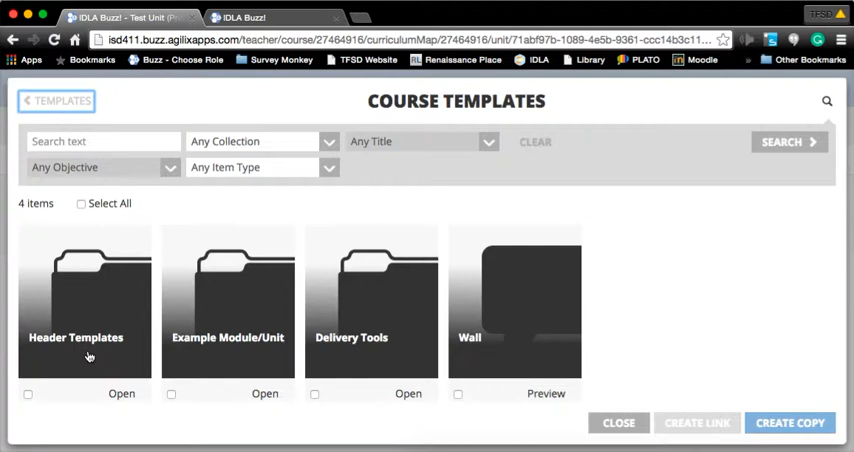 IDLA Buzz! - Test Unit (Pr
IDLA Buzz!
TFSD
isd411.buzz.agilixapps.com/teacher/course/27464916/curriculumMap/27464916/unit/71abf97b-1089-4e5b-9361-ccc14b3c11...
Apps
Bookmarks
Buzz - Choose Role
Survey Monkey
TFSD Website
RL Renaissance Place
IDLA
Library
PLATO
Moodle
»
Other Bookmarks
TEMPLATES
COURSE TEMPLATES
Search text
Any Collection
Any Title
CLEAR
SEARCH
Any Objective
Any Item Type
4 items
Select All
Header Templates
Example Module/Unit
Delivery Tools
Wall
Open
Open
Open
Preview
CLOSE
CREATE LINK
CREATE COPY